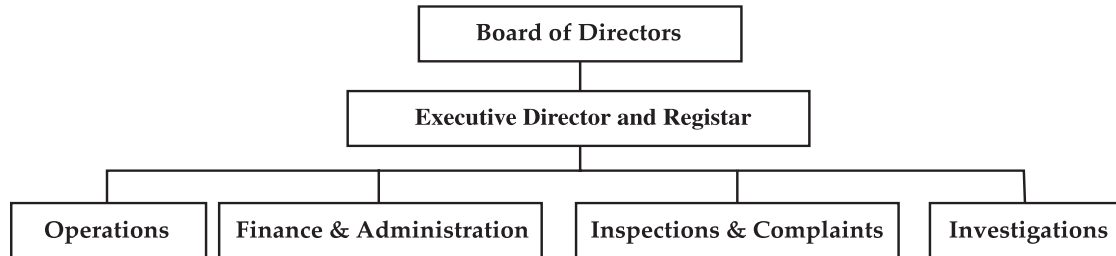 Board of Directors
Executive Director and Registar
Operations
Finance & Administration
Inspections & Complaints
Investigations